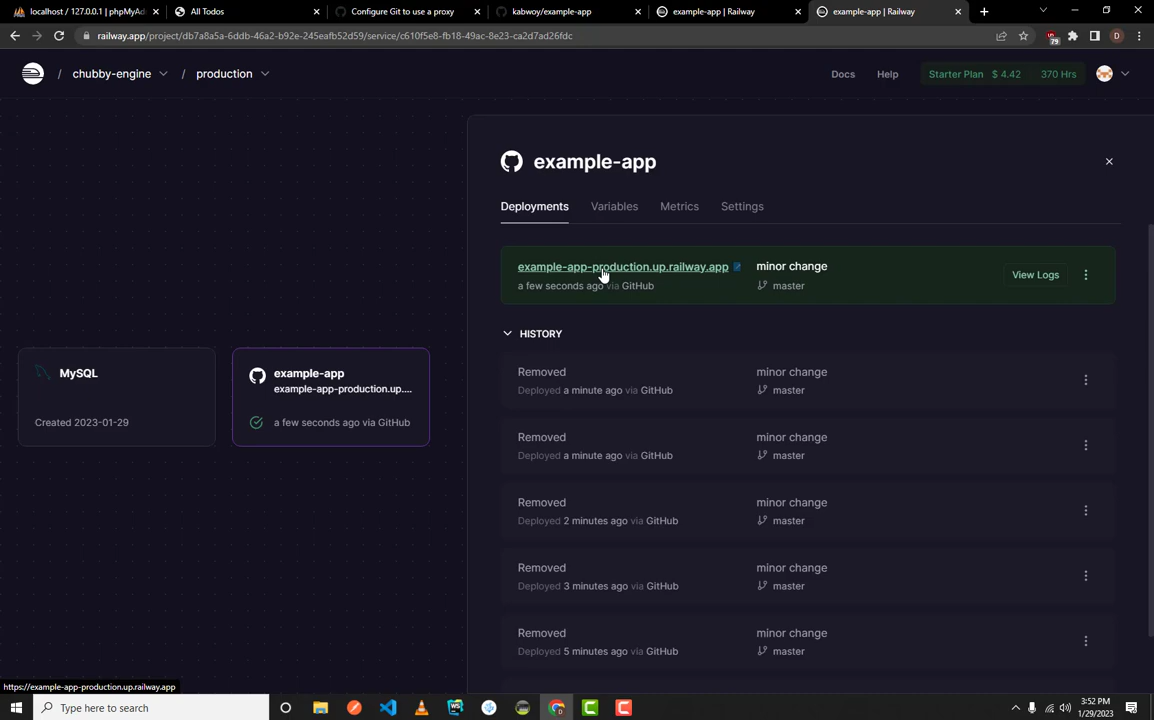 localhost / 127.0.0.1 | phpMyAd
All Todos
Configure Git to use a proxy
kabwoy/example-app
example-app | Railway
example-app | Railway
railway.app/project/db7a8a5a-6ddb-46a2-b92e-245eafb52d59/service/c610f5e8-fb18-49ac-8e23-ca2d7ad26fdc
79
D
/ chubby-engine / production
Docs
Help
Starter Plan $ 4.42 370 Hrs
example-app
Deployments
Variables
Metrics
Settings
example-app-production.up.railway.app
minor change
a few seconds ago via GitHub
master
View Logs
HISTORY
Removed
minor change
Deployed a minute ago via GitHub
master
Removed
minor change
Deployed a minute ago via GitHub
master
Removed
minor change
Deployed 2 minutes ago via GitHub
master
Removed
minor change
Deployed 3 minutes ago via GitHub
master
Removed
minor change
Deployed 5 minutes ago via GitHub
master
MySQL
Created 2023-01-29
example-app
example-app-production.up....
a few seconds ago via GitHub
https://example-app-production.up.railway.app
Type here to search
3:52 PM
1/29/2023